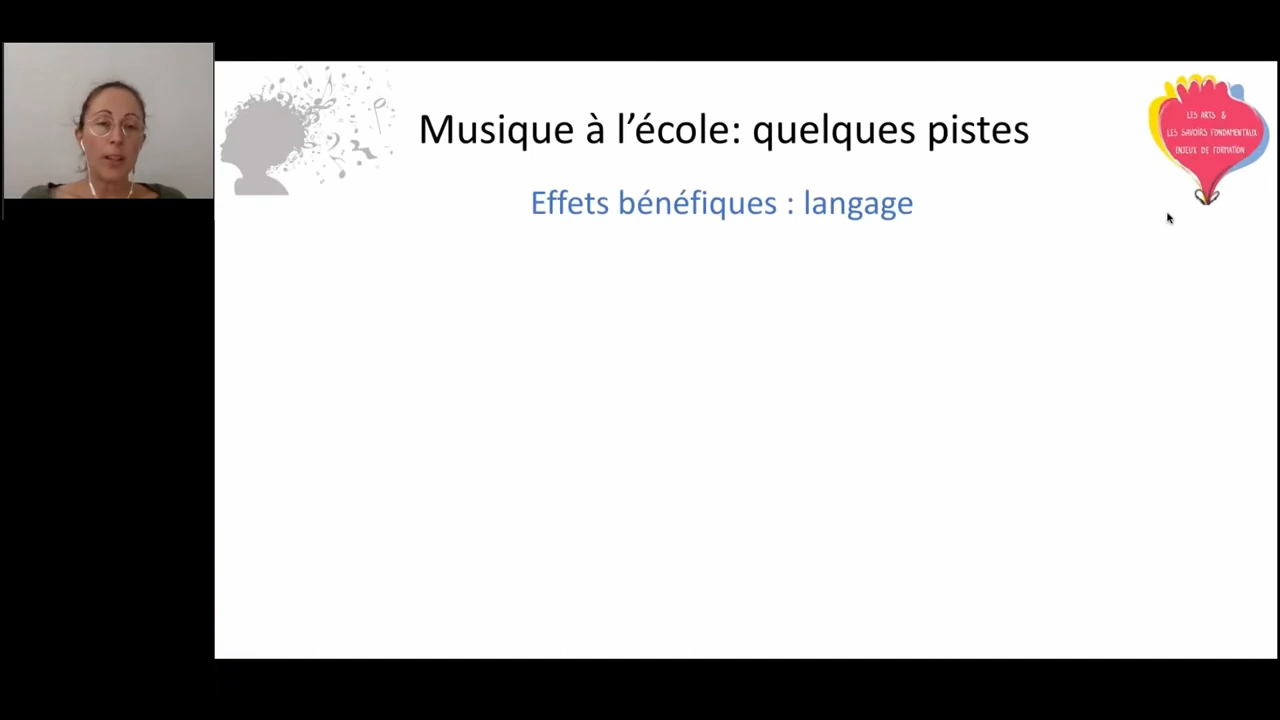 Musique à l’école: quelques pistes
Effets bénéfiques : langage
LES ARTS &
LES SAVOIRS FONDAMENTAUX
ENJEUX DE FORMATION